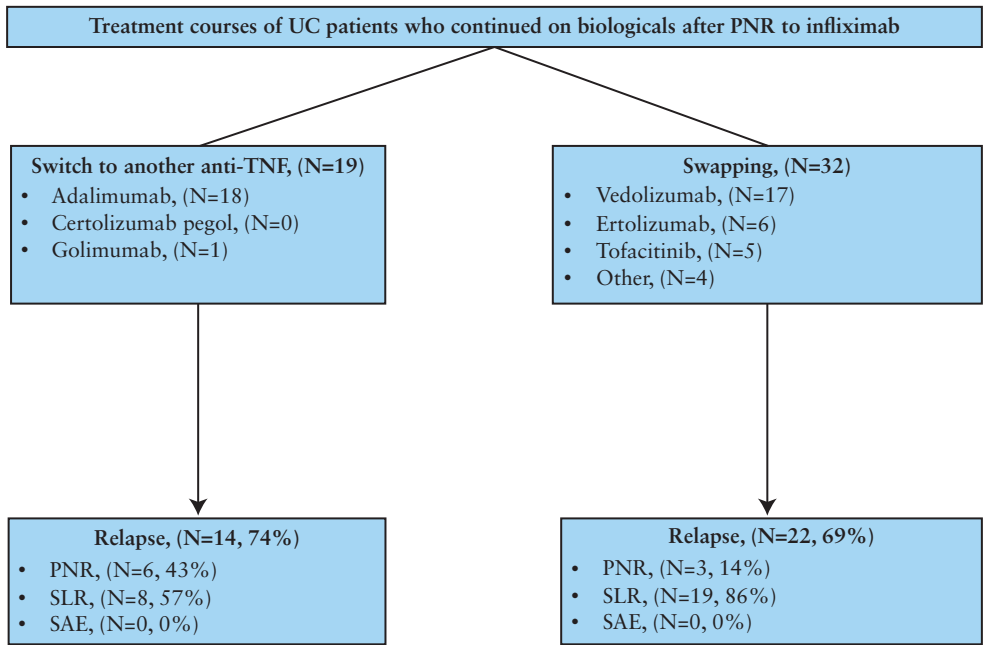 Treatment courses of UC patients who continued on biologicals after PNR to infliximab
Switch to another anti-TNF, (N=19)
• Adalimumab, (N=18)
• Certolizumab pegol, (N=0)
• Golimumab, (N=1)
Swapping, (N=32)
• Vedolizumab, (N=17)
• Ertolizumab, (N=6)
• Tofacitinib, (N=5)
• Other, (N=4)
Relapse, (N=14, 74%)
• PNR, (N=6, 43%)
• SLR, (N=8, 57%)
• SAE, (N=0, 0%)
Relapse, (N=22, 69%)
• PNR, (N=3, 14%)
• SLR, (N=19, 86%)
• SAE, (N=0, 0%)